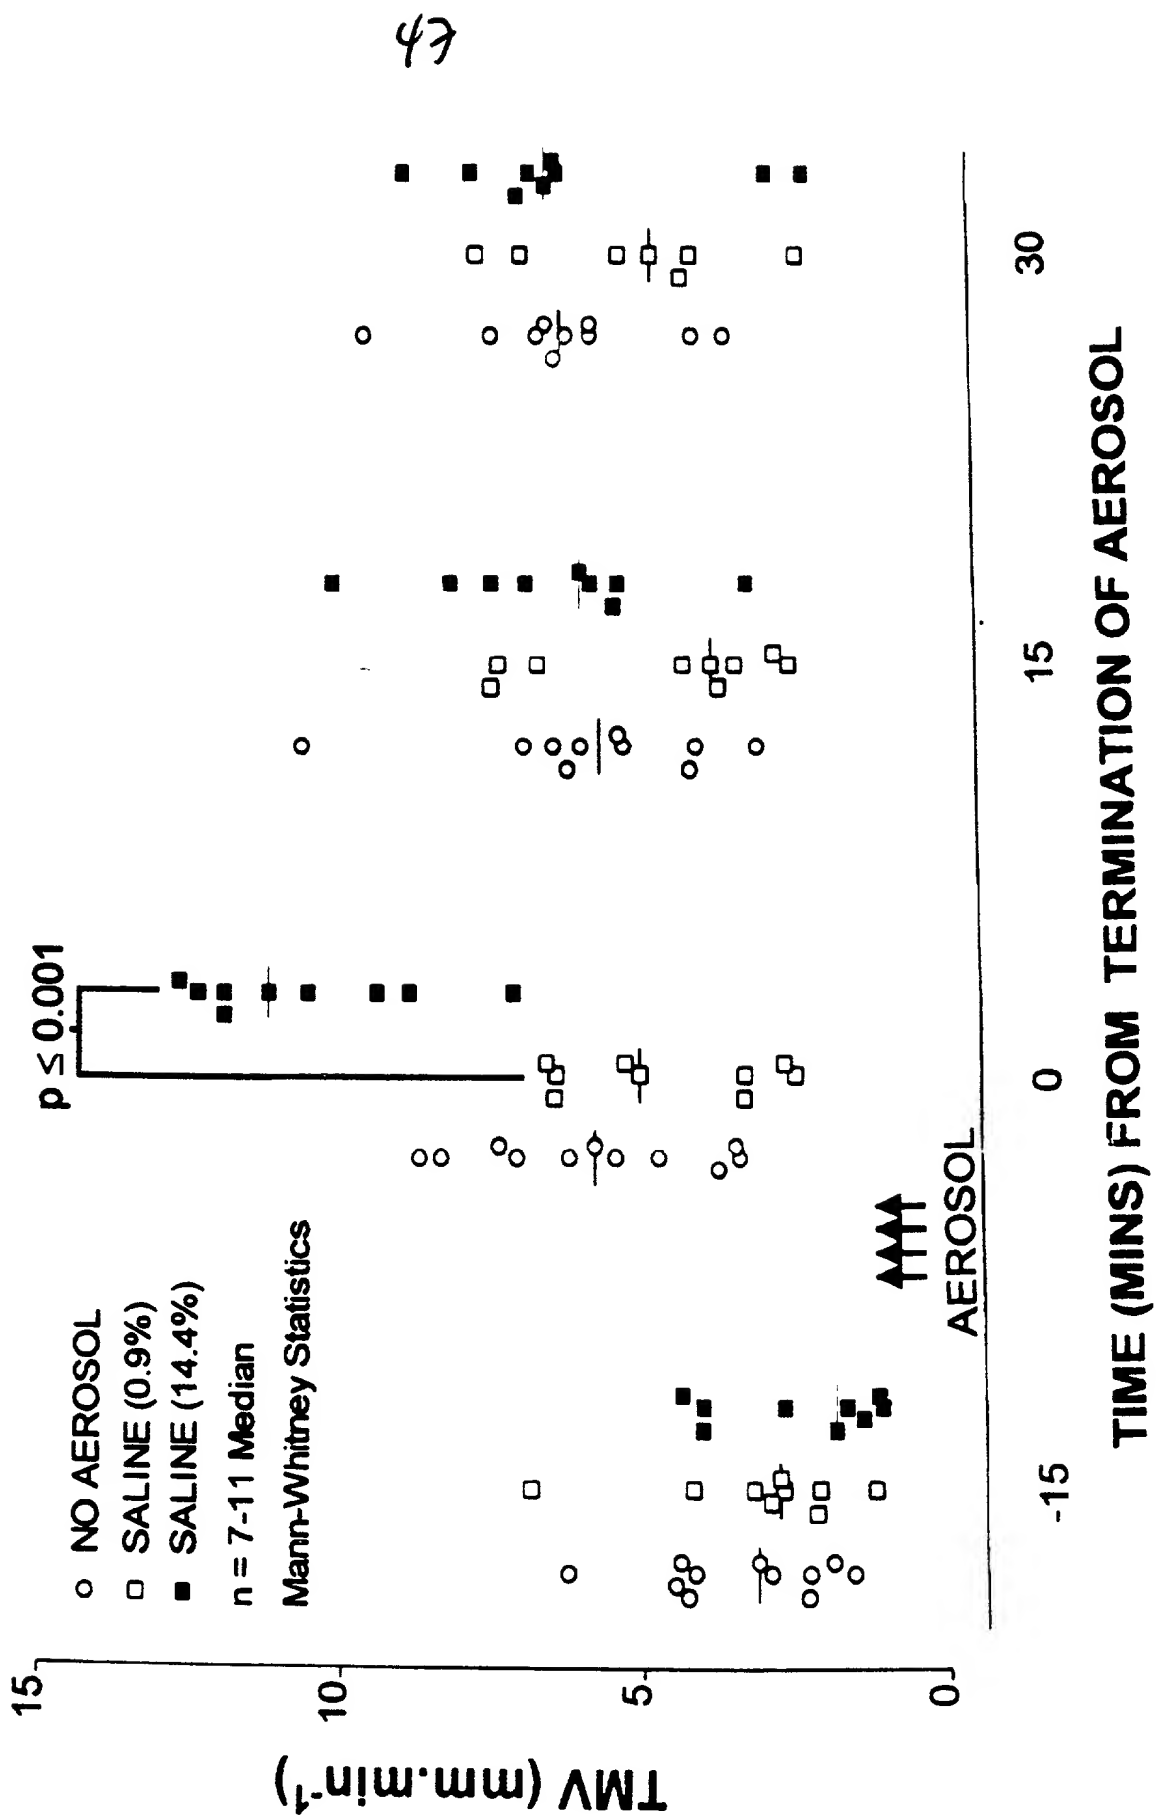 p ≤ 0.001
○ NO AEROSOL
□ SALINE (0.9%)
■ SALINE (14.4%)
n = 7-11 Median
Mann-Whitney Statistics
15
10
5
0
TMV (mm.min⁻¹)
AEROSOL
-15
0
15
30
TIME (MINS) FROM TERMINATION OF AEROSOL